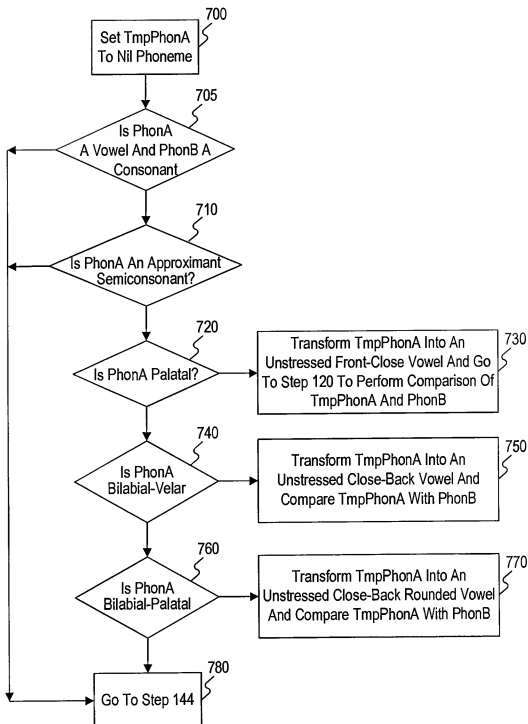 700
Set TmpPhonA
To Nil Phoneme
705
Is PhonA
A Vowel And PhonB A
Consonant
710
Is PhonA An Approximant
Semiconsonant?
720
Is PhonA Palatal?
Transform TmpPhonA Into An
Unstressed Front-Close Vowel And Go
To Step 120 To Perform Comparison Of
TmpPhonA And PhonB
730
740
Is PhonA
Bilabial-Velar
Transform TmpPhonA Into An
Unstressed Close-Back Vowel And
Compare TmpPhonA With PhonB
750
760
Is PhonA
Bilabial-Palatal
Transform TmpPhonA Into An
Unstressed Close-Back Rounded Vowel
And Compare TmpPhonA With PhonB
770
780
Go To Step 144